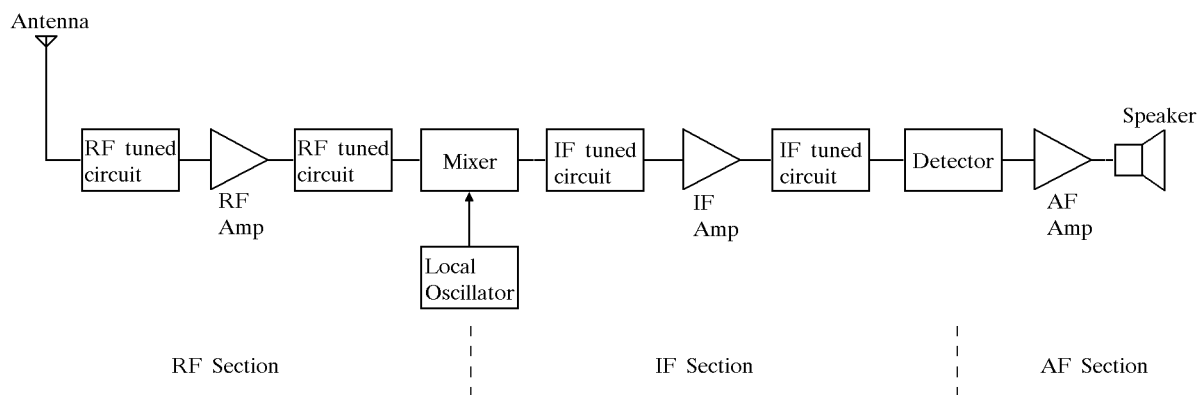 Antenna
Speaker
RF tuned
circuit
RF
Amp
RF tuned
circuit
Mixer
Local
Oscillator
IF tuned
circuit
IF
Amp
IF tuned
circuit
Detector
AF
Amp
RF Section
IF Section
AF Section